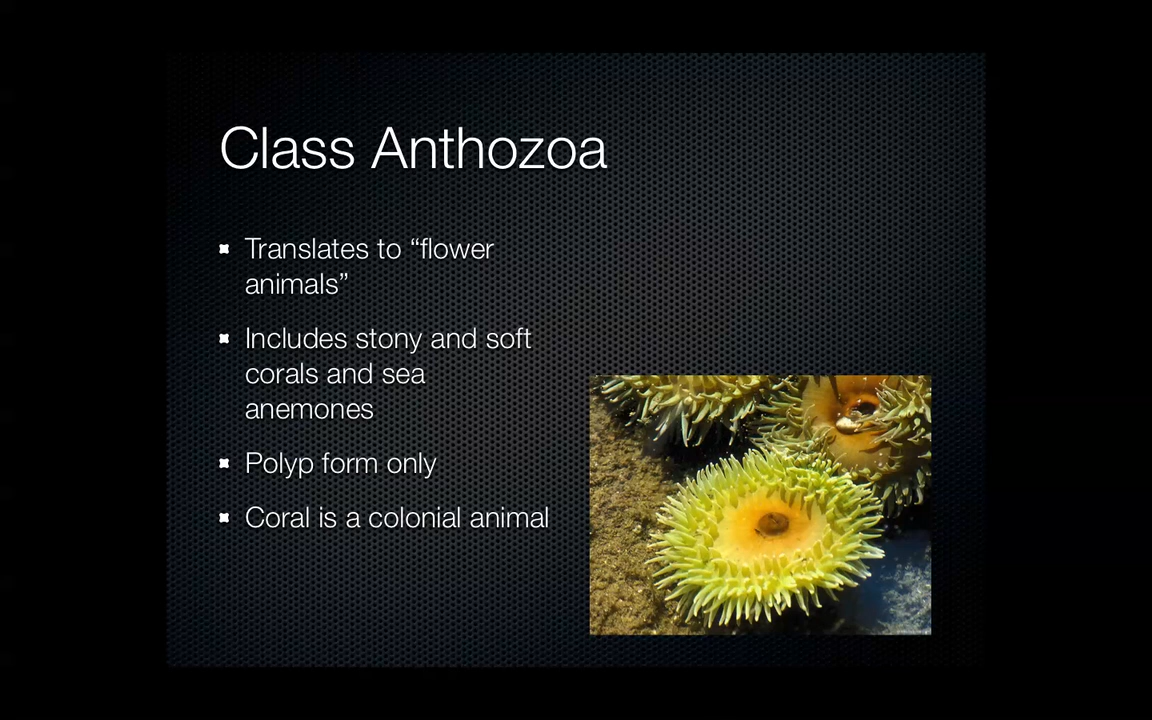 Class Anthozoa
Translates to “flower
animals”
Includes stony and soft
corals and sea
anemones
Polyp form only
Coral is a colonial animal